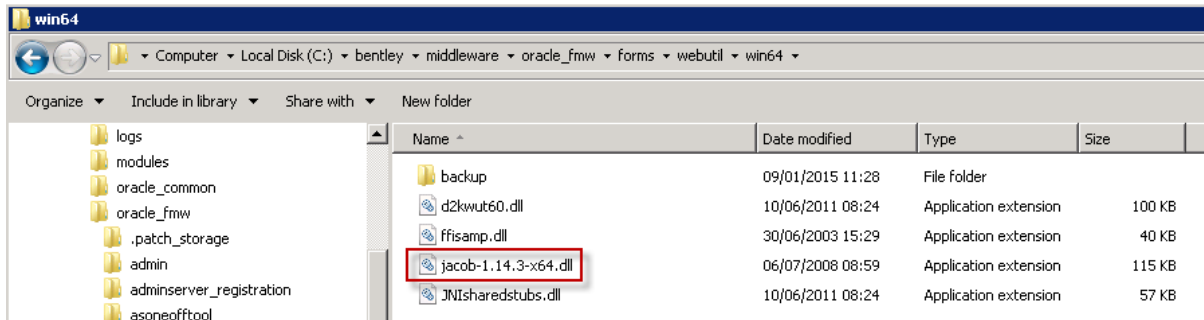 win64
Computer Local Disk (C:) bentley middleware oracle_fmw forms webutil win64
Organize Include in library Share with New folder
logs
modules
oracle_common
oracle_fmw
.patch_storage
admin
adminserver_registration
asoneofftool
Name Date modified Type Size
backup 09/01/2015 11:28 File folder
d2kwut60.dll 10/06/2011 08:24 Application extension 100 KB
ffisamp.dll 30/06/2003 15:29 Application extension 40 KB
jacob-1.14.3-x64.dll 06/07/2008 08:59 Application extension 115 KB
JNIsharedstubs.dll 10/06/2011 08:24 Application extension 57 KB